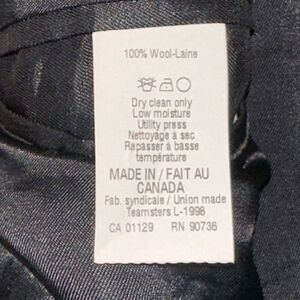 100% Wool-Laine
Dry clean only
Low moisture
Utility press
Nettoyage à sec
Repasser à basse
température
MADE IN / FAIT AU
CANADA
Fab. syndicale / Union made
Teamsters L-1998
CA 01129 RN 90736